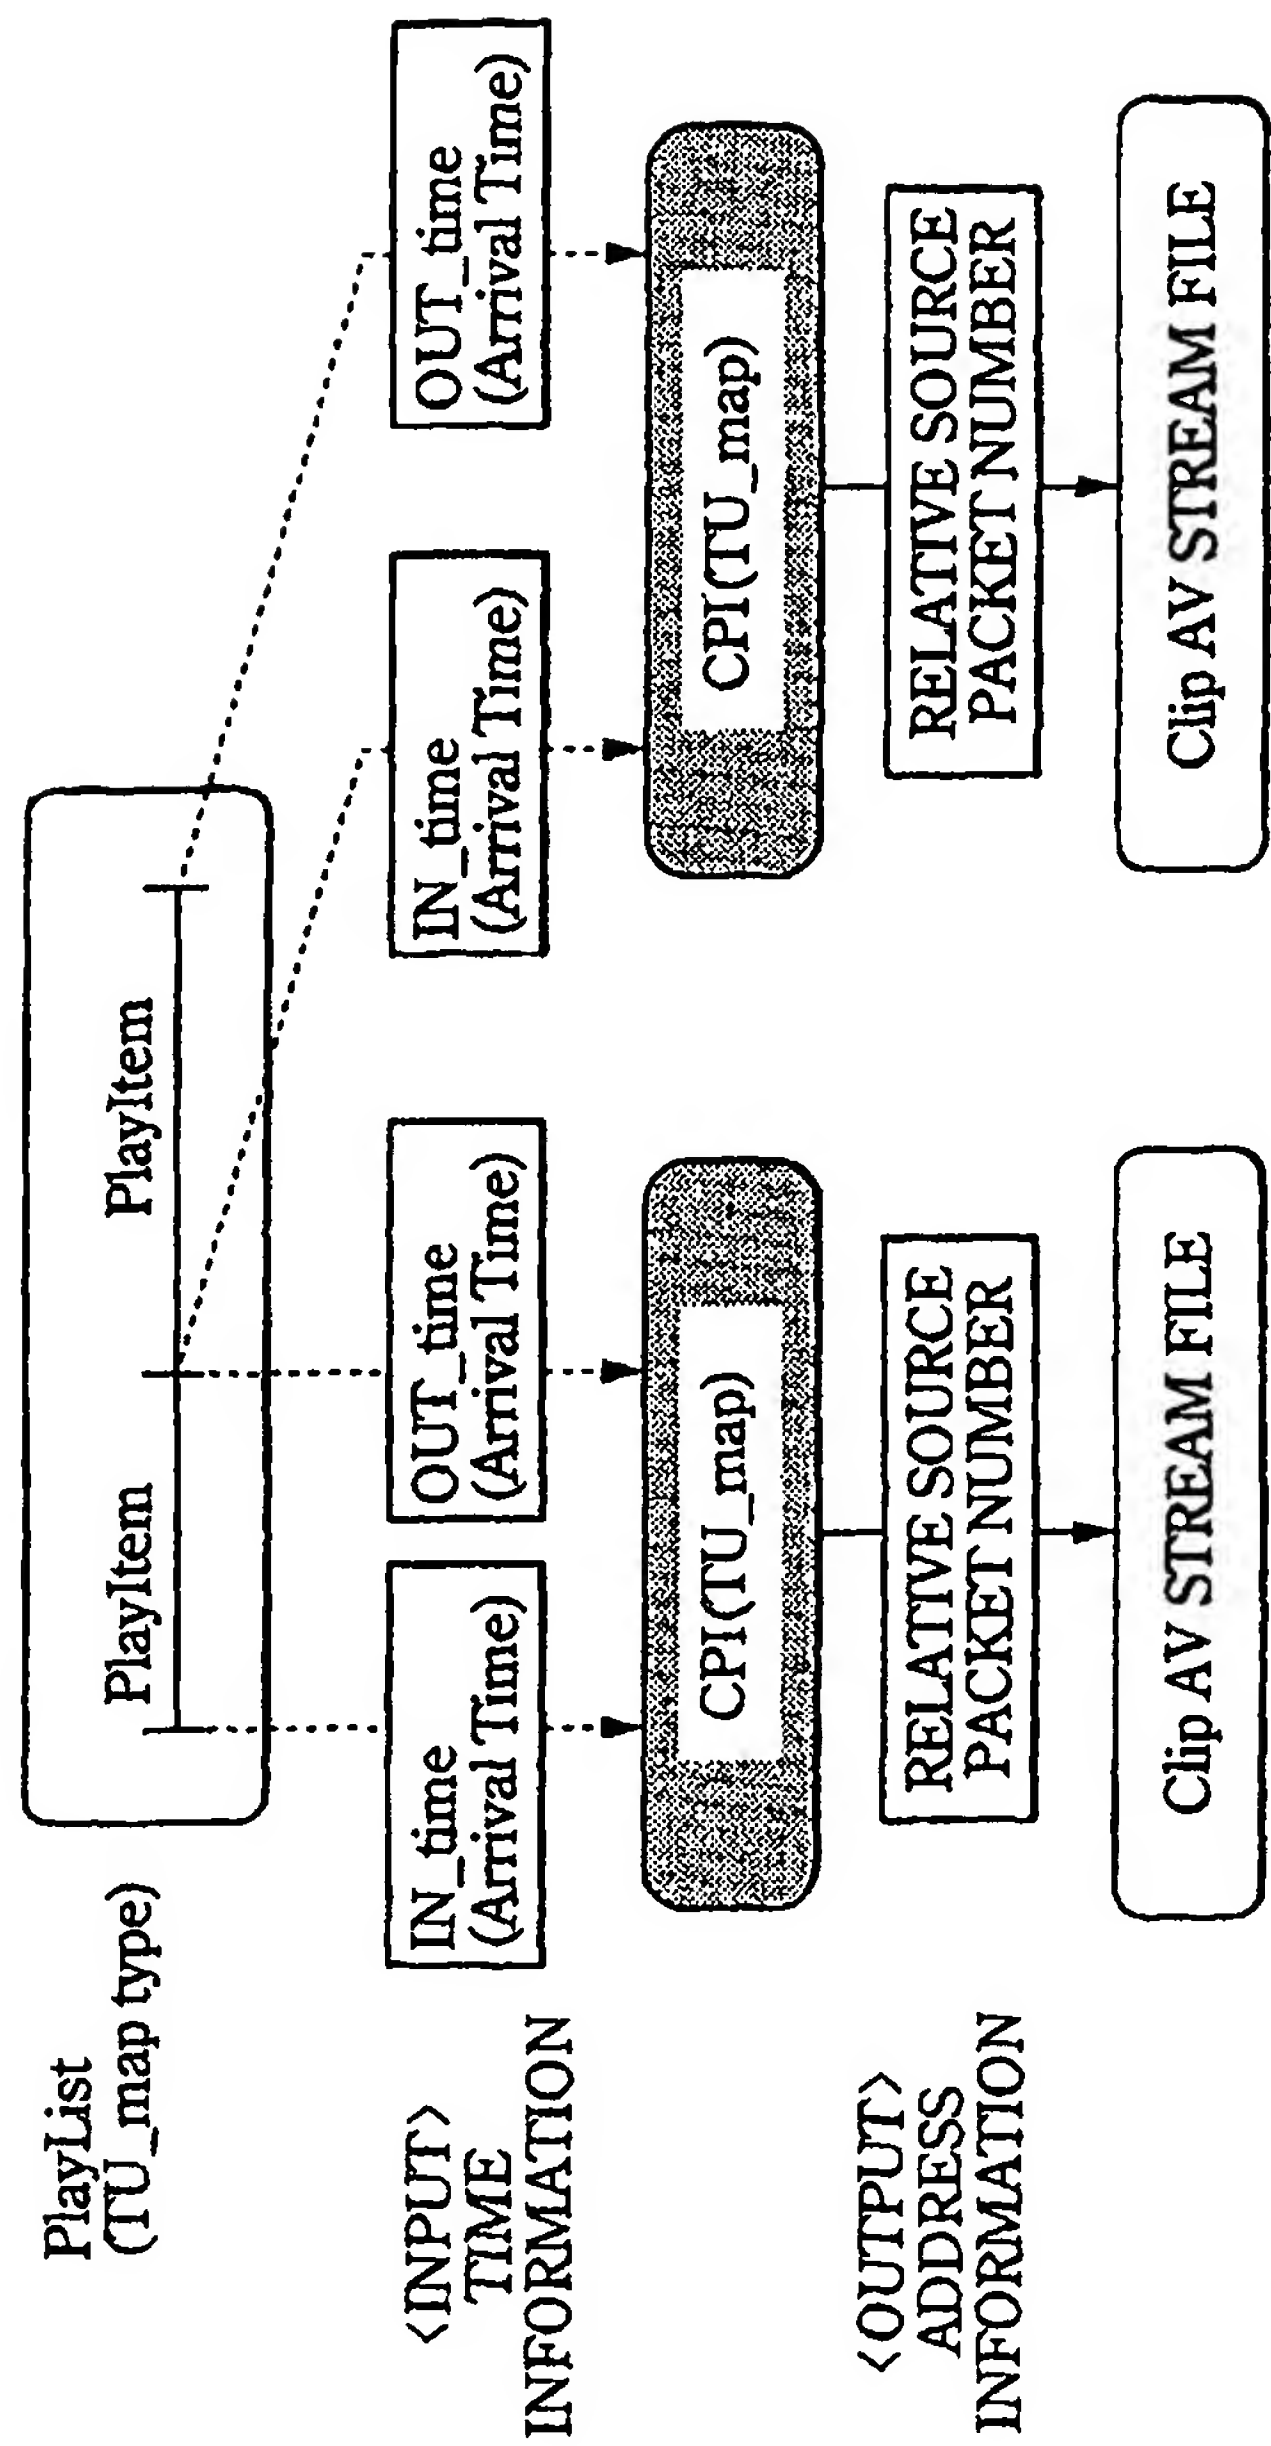 PlayList
(TU_map type)
PlayItem
PlayItem
<INPUT>
TIME
INFORMATION
IN_time
(Arrival Time)
OUT_time
(Arrival Time)
IN_time
(Arrival Time)
OUT_time
(Arrival Time)
CPI(TU_map)
CPI(TU_map)
<OUTPUT>
ADDRESS
INFORMATION
RELATIVE SOURCE
PACKET NUMBER
RELATIVE SOURCE
PACKET NUMBER
Clip AV STREAM FILE
Clip AV STREAM FILE